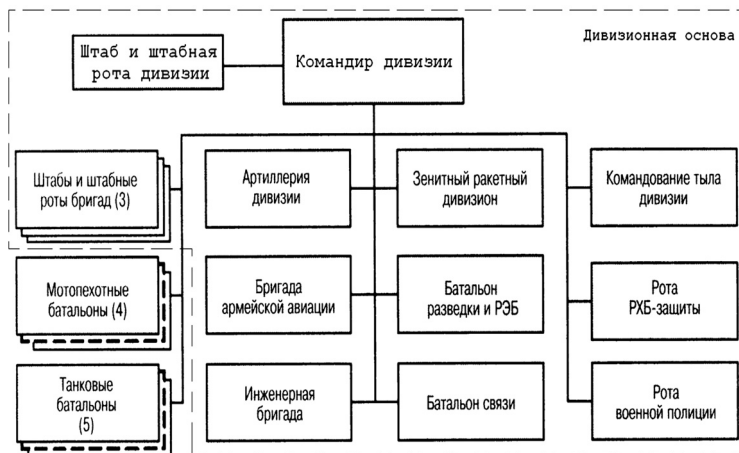 Дивизионная основа
Штаб и штабная
рота дивизии
Командир дивизии
Штабы и штабные
роты бригад (3)
Артиллерия
дивизии
Зенитный ракетный
дивизион
Командование тыла
дивизии
Мотопехотные
батальоны (4)
Бригада
армейской авиации
Батальон
разведки и РЭБ
Рота
РХБ-защиты
Танковые
батальоны
(5)
Инженерная
бригада
Батальон связи
Рота
военной полиции